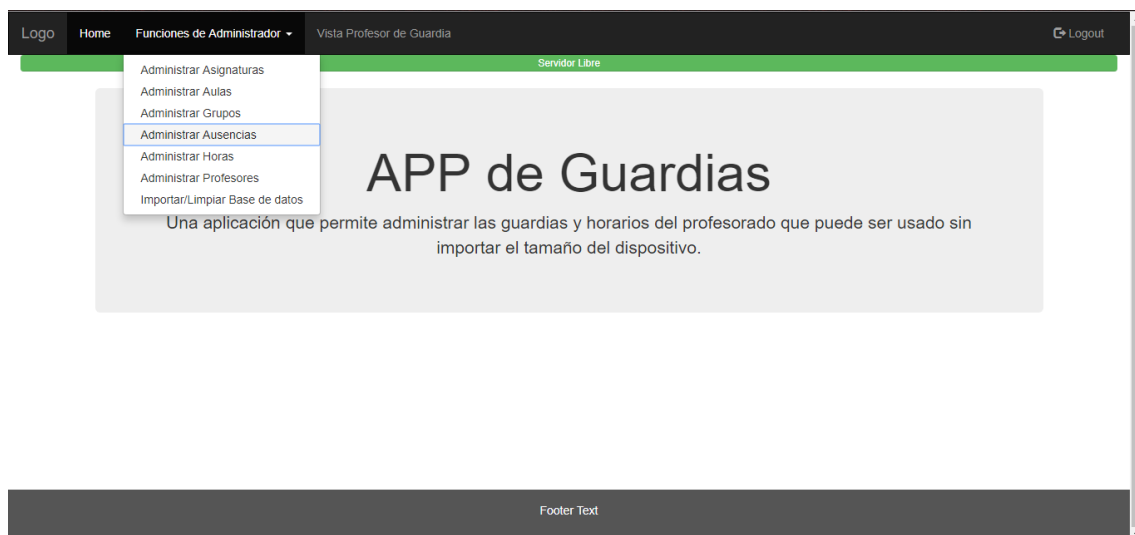 Logo Home Funciones de Administrador Vista Profesor de Guardia Logout
Servidor Libre
Administrar Asignaturas
Administrar Aulas
Administrar Grupos
Administrar Ausencias
Administrar Horas
Administrar Profesores
Importar/Limpiar Base de datos
APP de Guardias
Una aplicación que permite administrar las guardias y horarios del profesorado que puede ser usado sin
importar el tamaño del dispositivo.
Footer Text